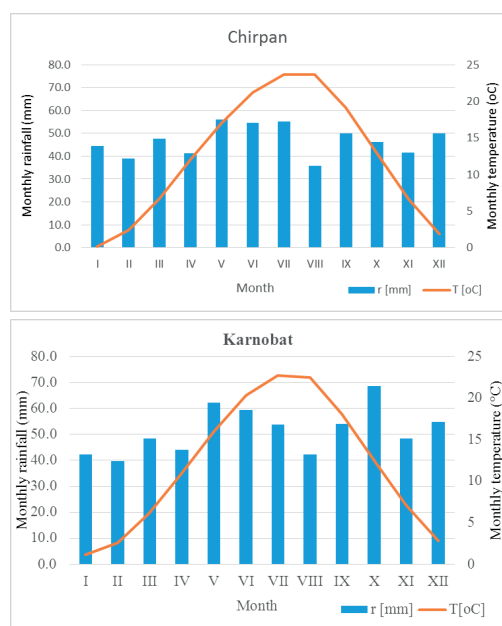 Chirpan
Monthly rainfall (mm)
80.0
70.0
60.0
50.0
40.0
30.0
20.0
10.0
0.0
25
20
15
10
5
0
Monthly temperature (oC)
I II III IV V VI VII VIII IX X XI XII
Month
r [mm] T [oC]
Karnobat
Monthly rainfall (mm)
80.0
70.0
60.0
50.0
40.0
30.0
20.0
10.0
0.0
25
20
15
10
5
0
Monthly temperature (°C)
I II III IV V VI VII VIII IX X XI XII
Month
r [mm] T[oC]